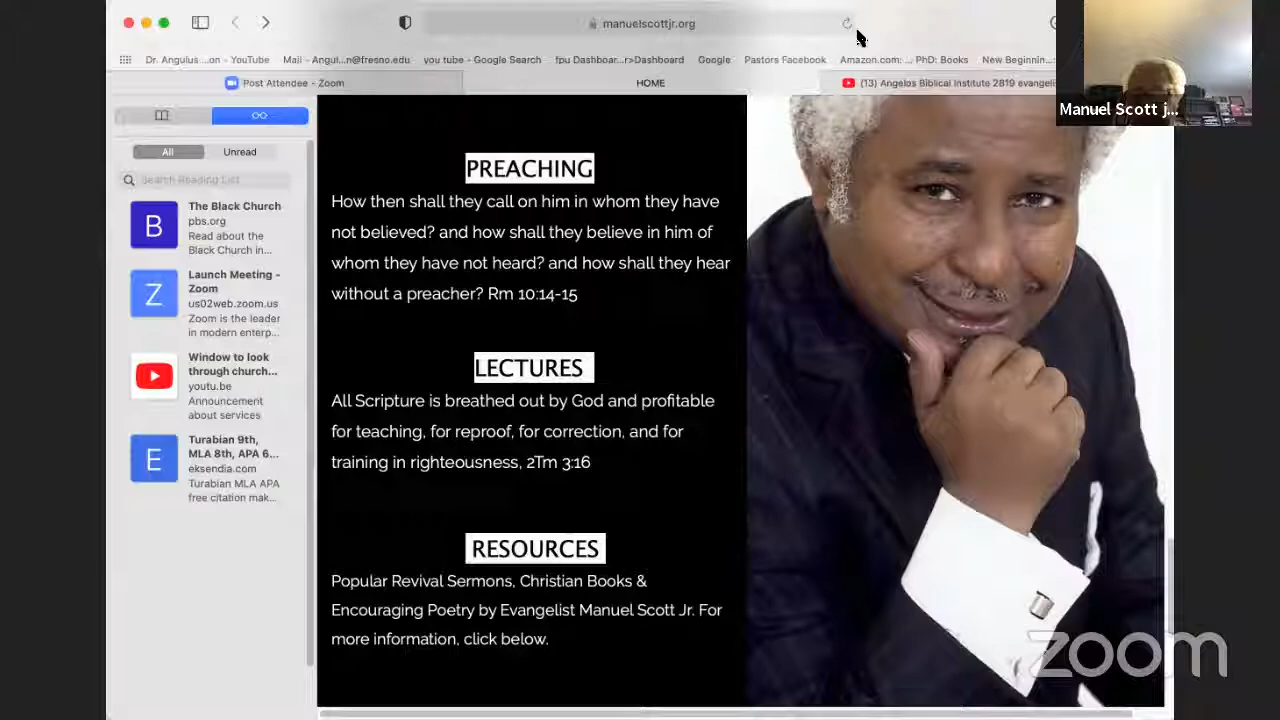 manuelscottjr.org
Dr. Angulus ...on - YouTube
Mail - Angul...n@fresno.edu
you tube - Google Search
fpu Dashboar...r>Dashboard
Google
Pastors Facebook
Amazon.com: ... PhD: Books
New Beginnin...
Post Attendee - Zoom
HOME
(13) Angelos Biblical Institute 2819 evangeli
Manuel Scott j...
All
Unread
Search Reading List
B
The Black Church
pbs.org
Read about the
Black Church in...
Z
Launch Meeting -
Zoom
us02web.zoom.us
Zoom is the leader
in modern enterp...
Window to look
through church...
youtu.be
Announcement
about services
E
Turabian 9th,
MLA 8th, APA 6...
eksendia.com
Turabian MLA APA
free citation mak...
PREACHING
How then shall they call on him in whom they have
not believed? and how shall they believe in him of
whom they have not heard? and how shall they hear
without a preacher? Rm 10:14-15
LECTURES
All Scripture is breathed out by God and profitable
for teaching, for reproof, for correction, and for
training in righteousness, 2Tm 3:16
RESOURCES
Popular Revival Sermons, Christian Books &
Encouraging Poetry by Evangelist Manuel Scott Jr. For
more information, click below.
zoom